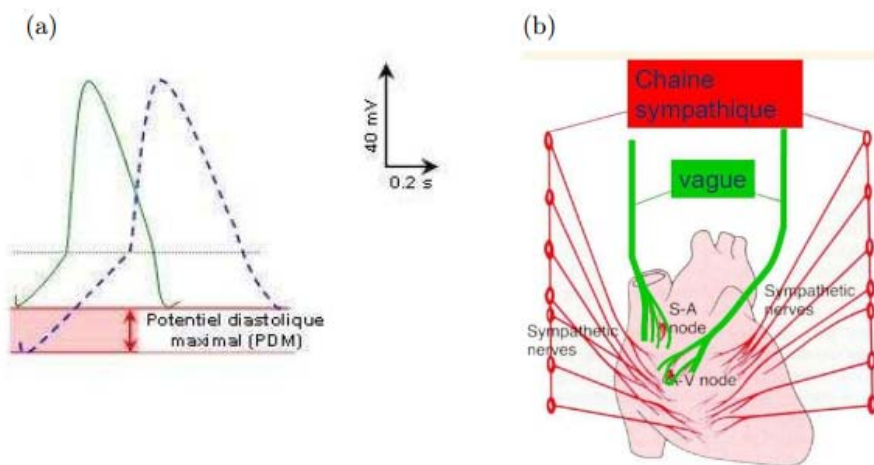 (a)
(b)
40 mV
0.2 s
Potentiel diastolique
maximal (PDM)
Chaine
sympathique
vague
S-A
node
Sympathetic
nerves
Sympathetic
nerves
A-V node